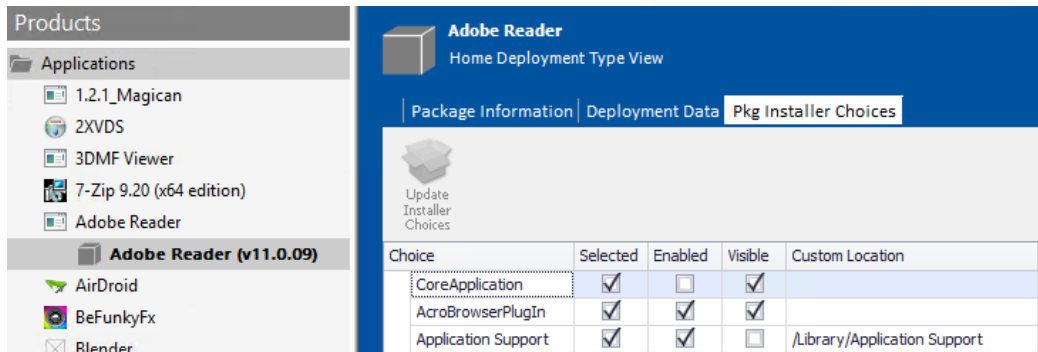 Products
Applications
1.2.1_Magican
2XVDS
3DMF Viewer
7-Zip 9.20 (x64 edition)
Adobe Reader
Adobe Reader (v11.0.09)
AirDroid
BeFunkyFx
Blender
Adobe Reader
Home Deployment Type View
Package Information Deployment Data Pkg Installer Choices
Update
Installer
Choices
Choice Selected Enabled Visible Custom Location
CoreApplication
AcroBrowserPlugIn
Application Support /Library/Application Support